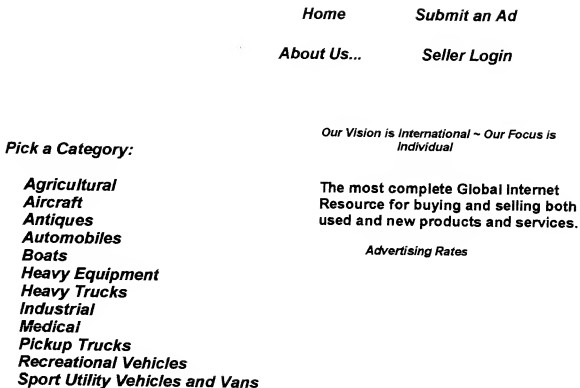 Home Submit an Ad
About Us... Seller Login
Our Vision is International ~ Our Focus is
Individual
Pick a Category:
Agricultural
Aircraft
Antiques
Automobiles
Boats
Heavy Equipment
Heavy Trucks
Industrial
Medical
Pickup Trucks
Recreational Vehicles
Sport Utility Vehicles and Vans
The most complete Global Internet
Resource for buying and selling both
used and new products and services.
Advertising Rates